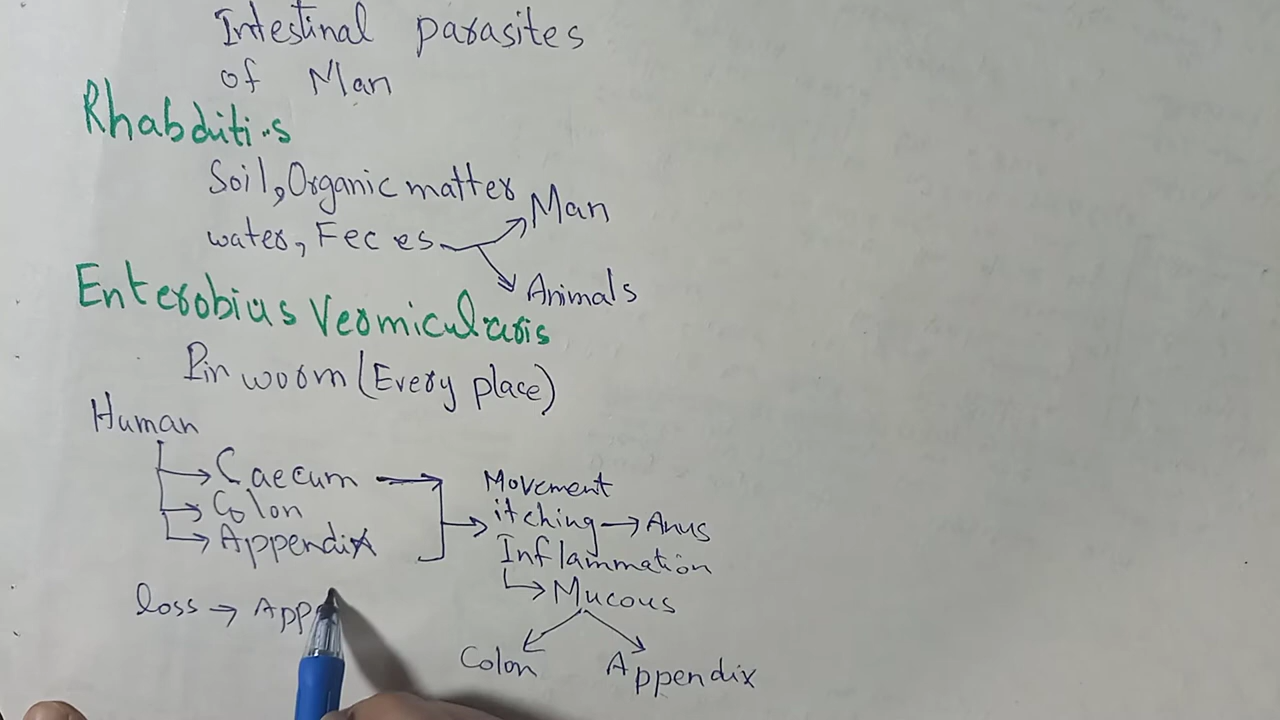 Intestinal parasites
of Man
Rhabditis
Soil, Organic matter
water, Feces → Man
→ Animals
Enterobius Vermicularis
Pin worm (Every place)
Human
→ Caecum →
→ Colon
→ Appendix
Movement
itching → Anus
Inflammation
→ Mucous
Colon Appendix
loss → App